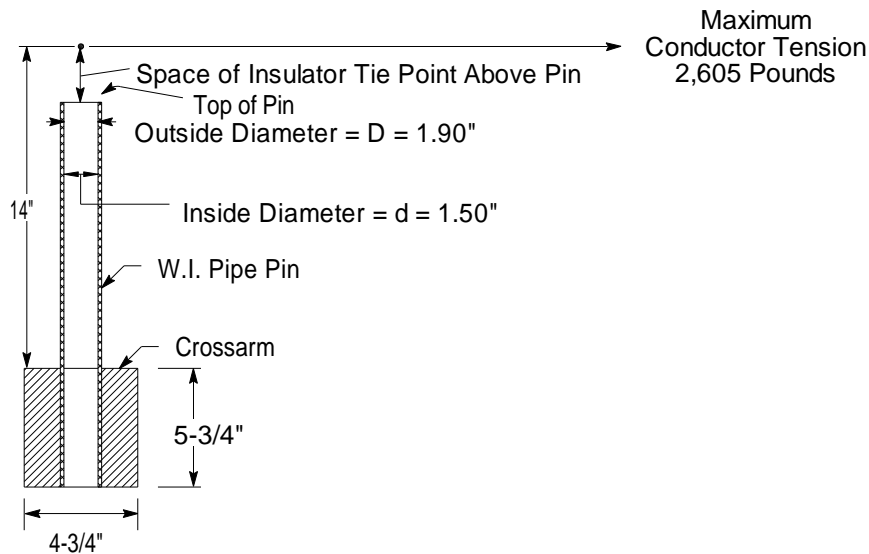 Maximum
Conductor Tension
2,605 Pounds
Space of Insulator Tie Point Above Pin
Top of Pin
Outside Diameter = D = 1.90"
14"
Inside Diameter = d = 1.50"
W.I. Pipe Pin
Crossarm
5-3/4"
4-3/4"